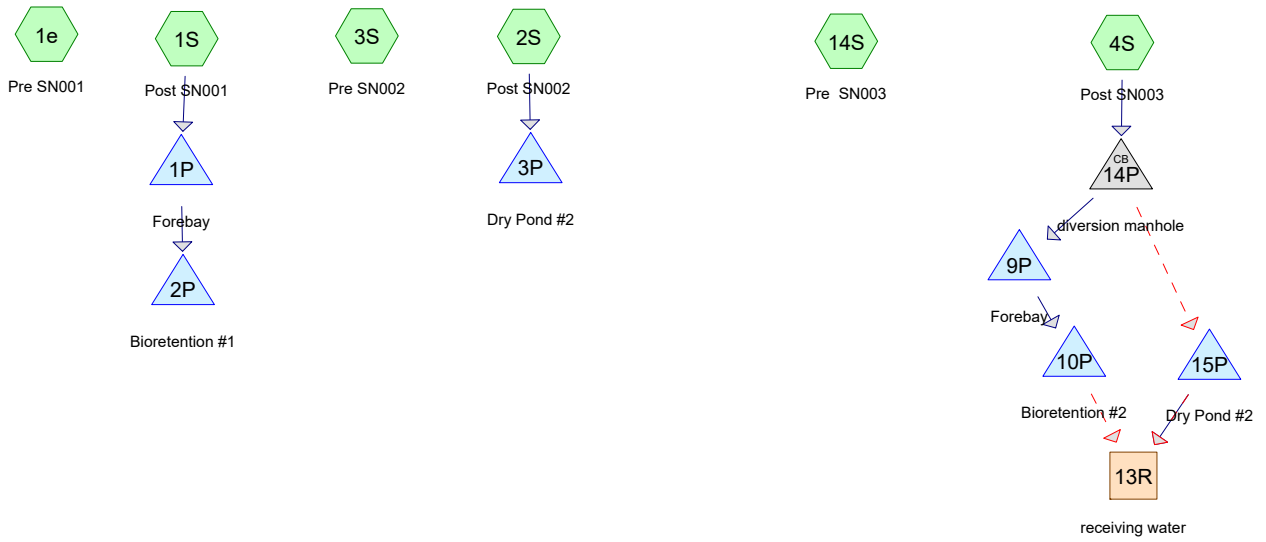 1e
Pre SN001
1S
Post SN001
3S
Pre SN002
2S
Post SN002
14S
Pre  SN003
4S
Post SN003
1P
Forebay
2P
Bioretention #1
3P
Dry Pond #2
CB
14P
diversion manhole
9P
Forebay
10P
Bioretention #2
15P
Dry Pond #2
13R
receiving water